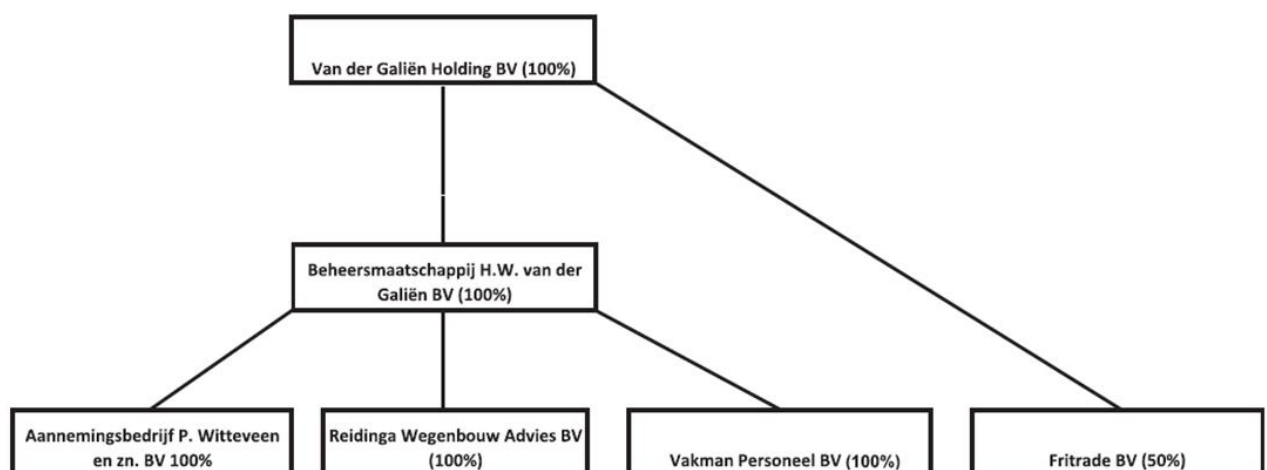 Van der Galiën Holding BV (100%)
Beheersmaatschappij H.W. van der
Galiën BV (100%)
Aannemingsbedrijf P. Witteveen
en zn. BV 100%
Reidinga Wegenbouw Advies BV
(100%)
Vakman Personeel BV (100%)
Fritrade BV (50%)